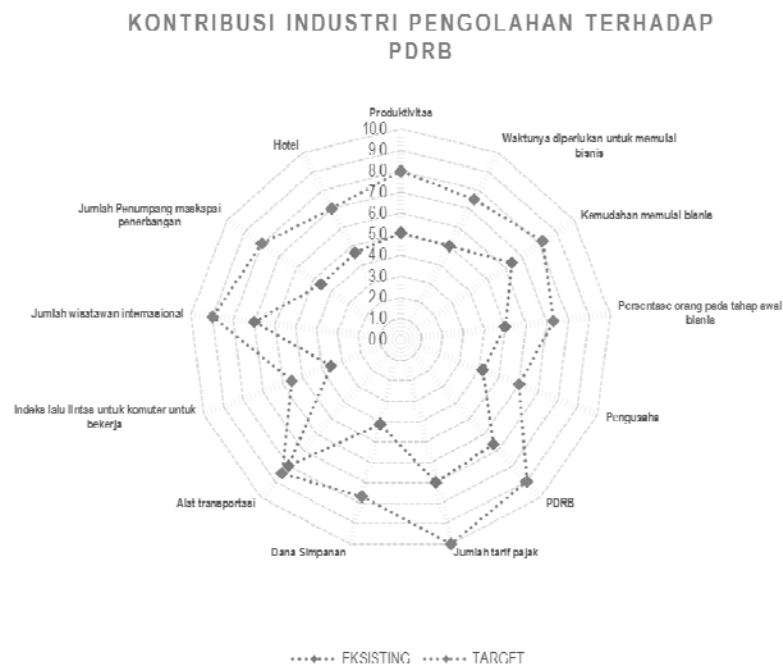 KONTRIBUSI INDUSTRI PENGOLAHAN TERHADAP
PDRB
Produktivitas
10.0
9.0
8.0
7.0
6.0
5.0
4.0
3.0
2.0
1.0
0.0
Waktunya diperlukan untuk memulai
bisnis
Kemudahan memulai bisnis
Persentase orang pada tahap awal
bisnis
Pengusaha
PDRB
Jumlah tarif pajak
Dana Simpanan
Alat transportasi
Indeks lalu lintas untuk komuter untuk
bekerja
Jumlah wisatawan internasional
Jumlah Penumpang maskapai
penerbangan
Hotel
EKSISTING
TARGET